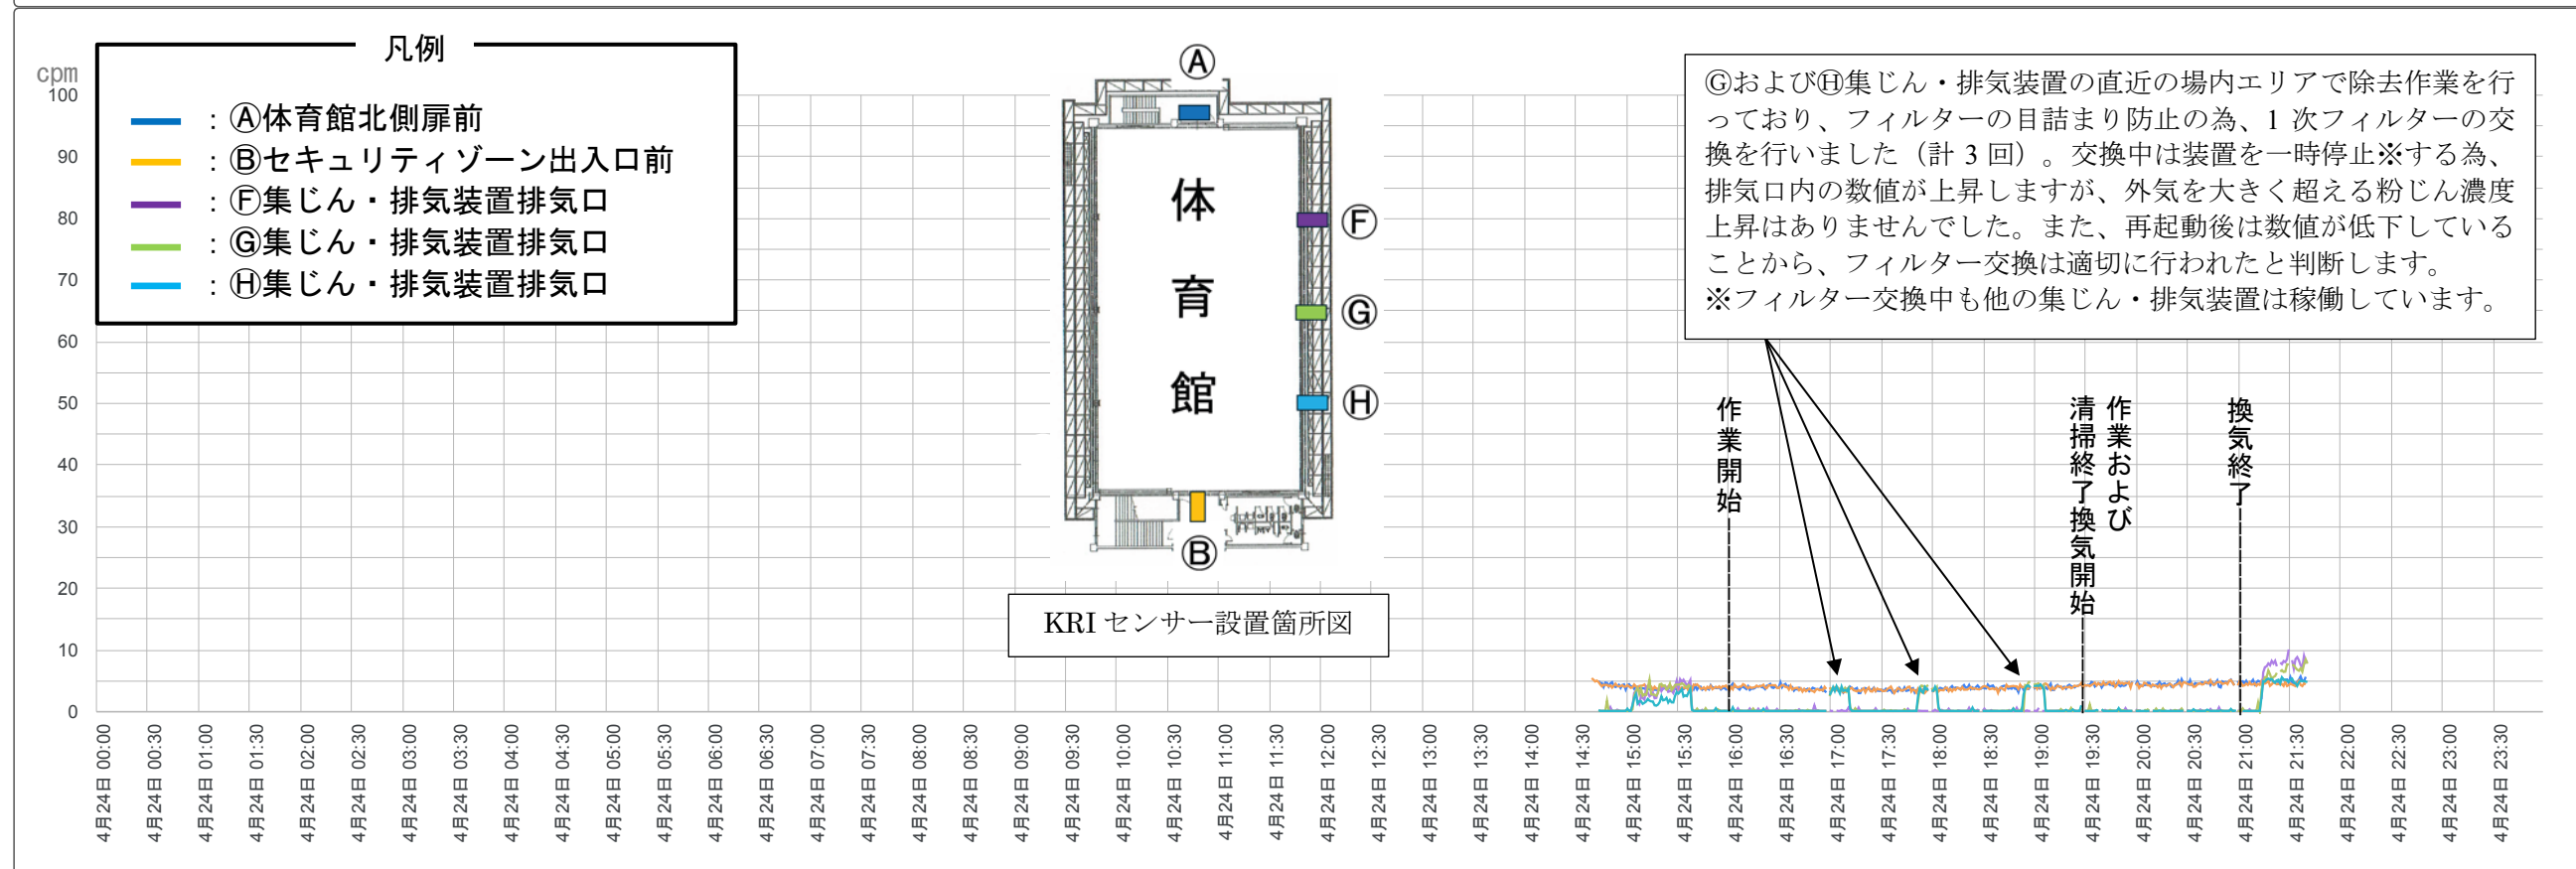 凡例
cpm
：Ⓐ体育館北側扉前
：Ⓑセキュリティゾーン出入口前
：Ⓕ集じん・排気装置排気口
：Ⓖ集じん・排気装置排気口
：Ⓗ集じん・排気装置排気口
100
90
80
70
60
50
40
30
20
10
0
Ⓐ
Ⓕ
Ⓖ
Ⓗ
Ⓑ
体育館
KRI センサー設置箇所図
Ⓖおよびⓗ集じん・排気装置の直近の場内エリアで除去作業を行
っており、フィルターの目詰まり防止の為、1 次フィルターの交
換を行いました（計 3 回）。交換中は装置を一時停止※する為、
排気口内の数値が上昇しますが、外気を大きく超える粉じん濃度
上昇はありませんでした。また、再起動後は数値が低下している
ことから、フィルター交換は適切に行われたと判断します。
※フィルター交換中も他の集じん・排気装置は稼働しています。
作業開始
作業および
清掃終了換気開始
換気終了
4月24日 00:00
4月24日 00:30
4月24日 01:00
4月24日 01:30
4月24日 02:00
4月24日 02:30
4月24日 03:00
4月24日 03:30
4月24日 04:00
4月24日 04:30
4月24日 05:00
4月24日 05:30
4月24日 06:00
4月24日 06:30
4月24日 07:00
4月24日 07:30
4月24日 08:00
4月24日 08:30
4月24日 09:00
4月24日 09:30
4月24日 10:00
4月24日 10:30
4月24日 11:00
4月24日 11:30
4月24日 12:00
4月24日 12:30
4月24日 13:00
4月24日 13:30
4月24日 14:00
4月24日 14:30
4月24日 15:00
4月24日 15:30
4月24日 16:00
4月24日 16:30
4月24日 17:00
4月24日 17:30
4月24日 18:00
4月24日 18:30
4月24日 19:00
4月24日 19:30
4月24日 20:00
4月24日 20:30
4月24日 21:00
4月24日 21:30
4月24日 22:00
4月24日 22:30
4月24日 23:00
4月24日 23:30